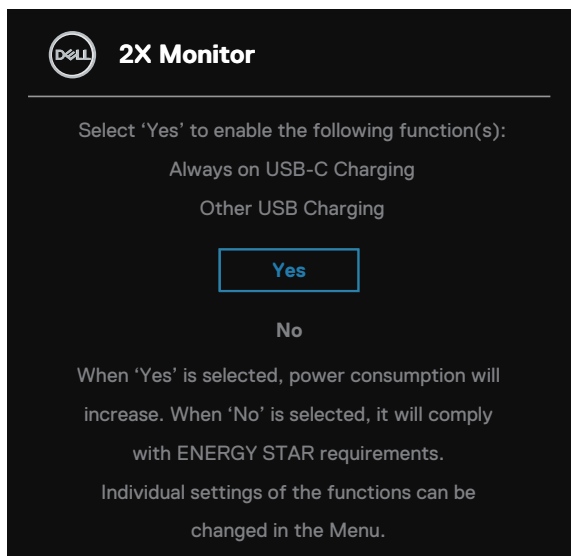 DELL
2X Monitor
Select ‘Yes’ to enable the following function(s):
Always on USB-C Charging
Other USB Charging
Yes
No
When ‘Yes’ is selected, power consumption will
increase. When ‘No’ is selected, it will comply
with ENERGY STAR requirements.
Individual settings of the functions can be
changed in the Menu.